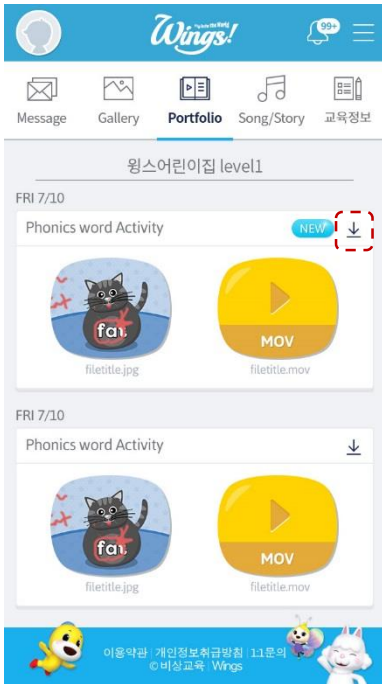 Wings!
99+
Message
Gallery
Portfolio
Song/Story
교육정보
윙스어린이집 level1
FRI 7/10
Phonics word Activity
NEW
fat
MOV
filetitle.jpg
filetitle.mov
FRI 7/10
Phonics word Activity
fat
MOV
filetitle.jpg
filetitle.mov
이용약관 | 개인정보취급방침 | 1:1문의
© 비상교육 Wings